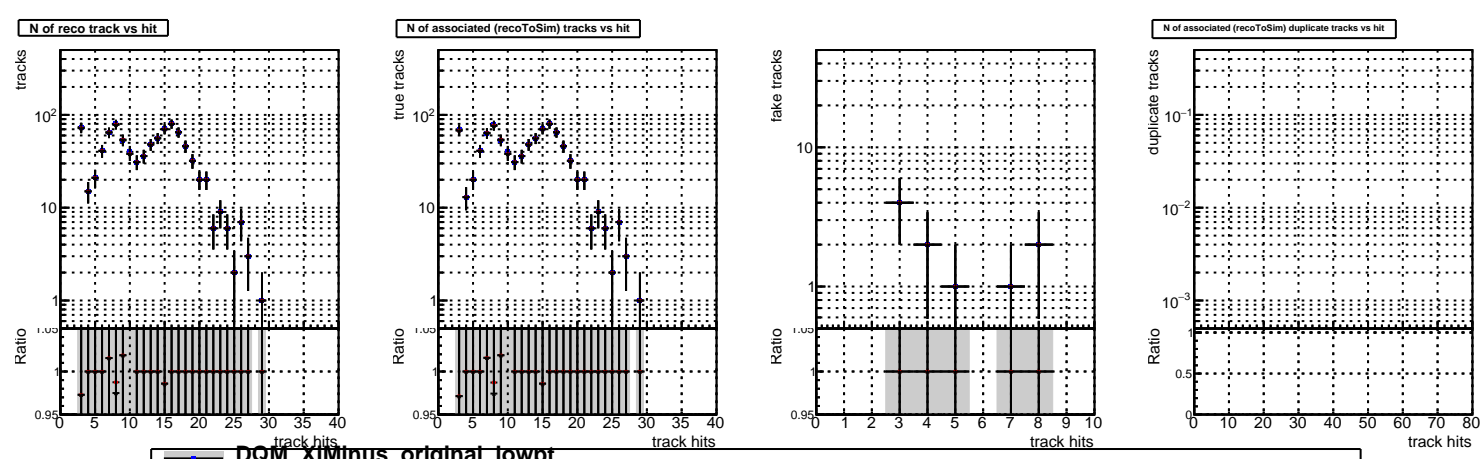 N of reco track vs hit
tracks
10²
10
1
Ratio
1.05
1
0.95
0 5 10 15 20 25 30 35 40
track hits
N of associated (recoToSim) tracks vs hit
true tracks
10²
10
1
Ratio
1.05
1
0.95
0 5 10 15 20 25 30 35 40
track hits
fake tracks
10
1
Ratio
1.05
1
0.95
0 1 2 3 4 5 6 7 8 9 10
track hits
N of associated (recoToSim) duplicate tracks vs hit
duplicate tracks
10⁻¹
10⁻²
10⁻³
Ratio
1
0.5
0
0 10 20 30 40 50 60 70 80
track hits
DQM_XiMinus_original_lowpt